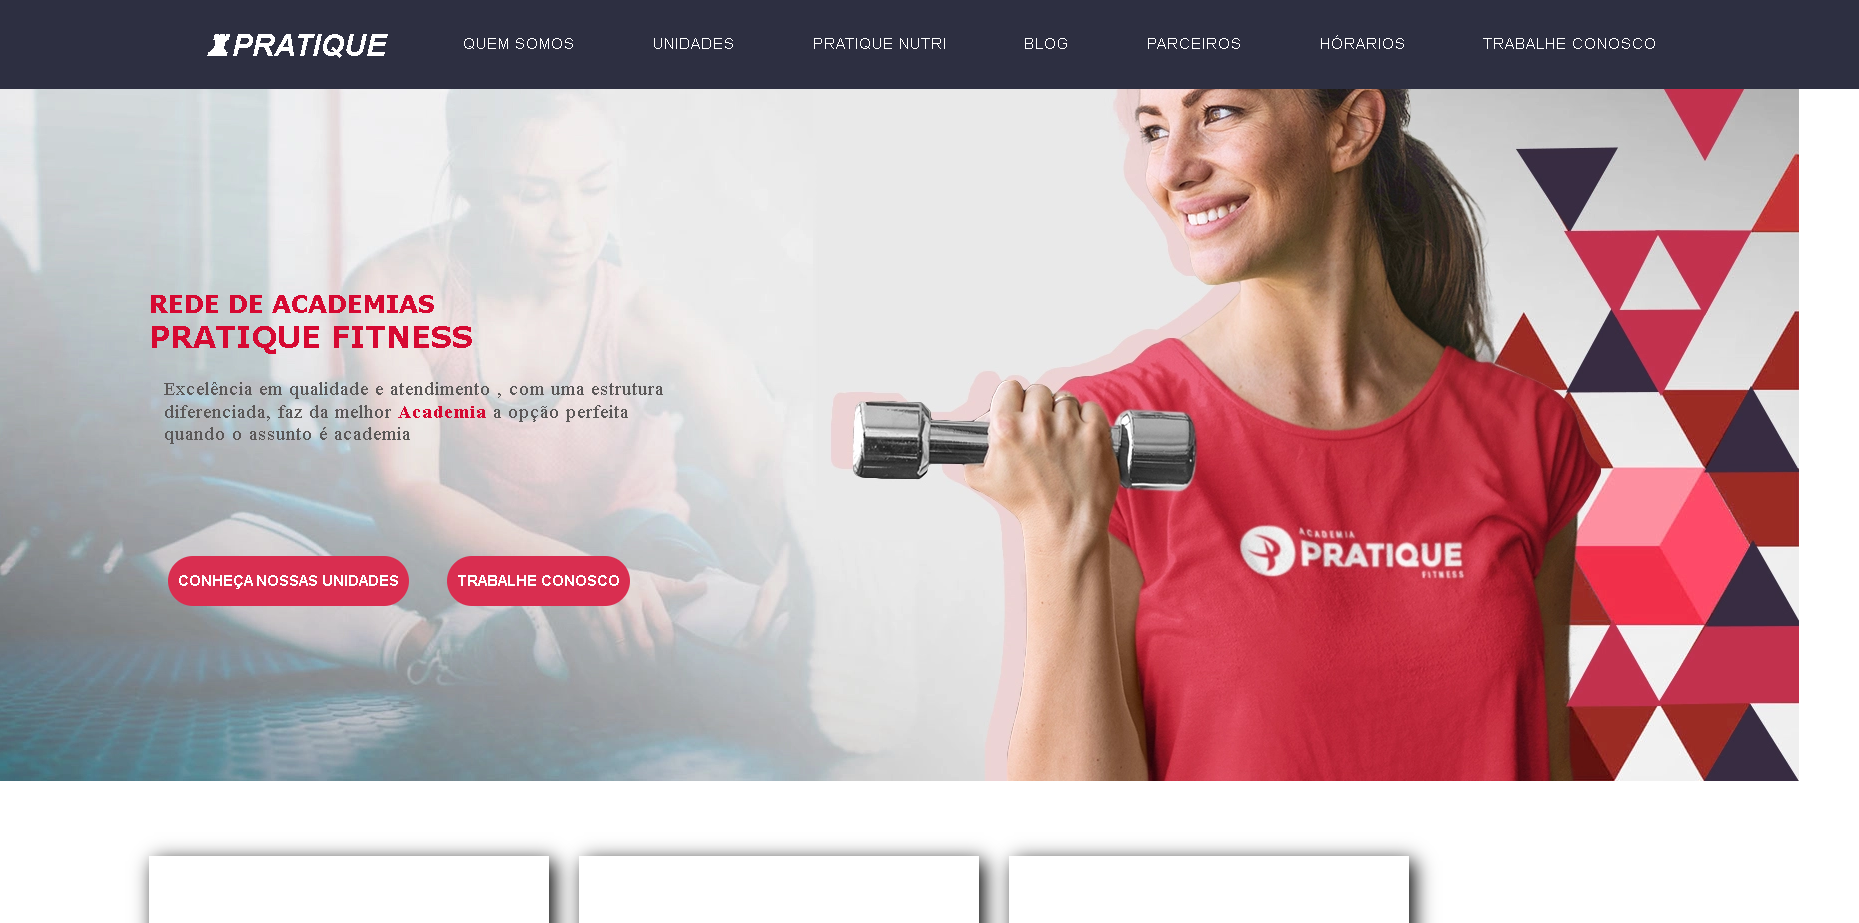 PRATIQUE
QUEM SOMOS
UNIDADES
PRATIQUE NUTRI
BLOG
PARCEIROS
HÓRARIOS
TRABALHE CONOSCO
REDE DE ACADEMIAS
PRATIQUE FITNESS
Excelência em qualidade e atendimento , com uma estrutura
diferenciada, faz da melhor Academia a opção perfeita
quando o assunto é academia
CONHEÇA NOSSAS UNIDADES
TRABALHE CONOSCO
ACADEMIA
PRATIQUE
FITNESS